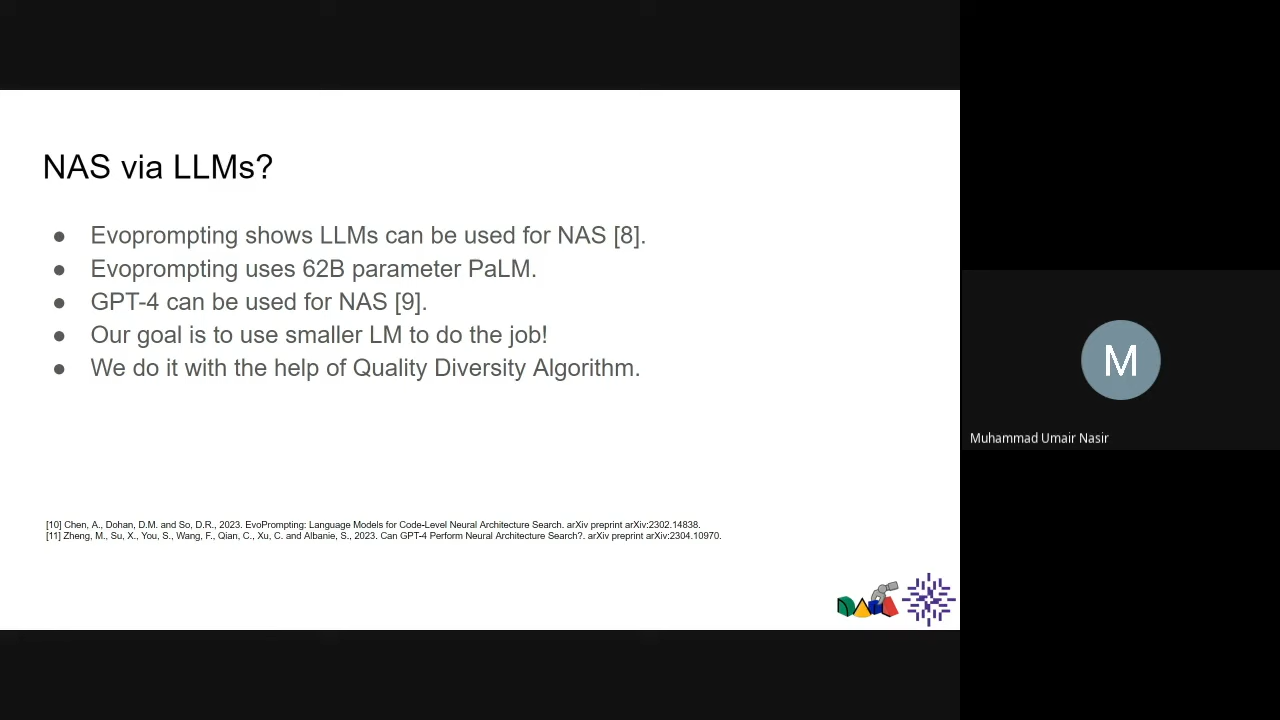 NAS via LLMs?
● Evoprompting shows LLMs can be used for NAS [8].
● Evoprompting uses 62B parameter PaLM.
● GPT-4 can be used for NAS [9].
● Our goal is to use smaller LM to do the job!
● We do it with the help of Quality Diversity Algorithm.
[10] Chen, A., Dohan, D.M. and So, D.R., 2023. EvoPrompting: Language Models for Code-Level Neural Architecture Search. arXiv preprint arXiv:2302.14838.
[11] Zheng, M., Su, X., You, S., Wang, F., Qian, C., Xu, C. and Albanie, S., 2023. Can GPT-4 Perform Neural Architecture Search?. arXiv preprint arXiv:2304.10970.
M
Muhammad Umair Nasir